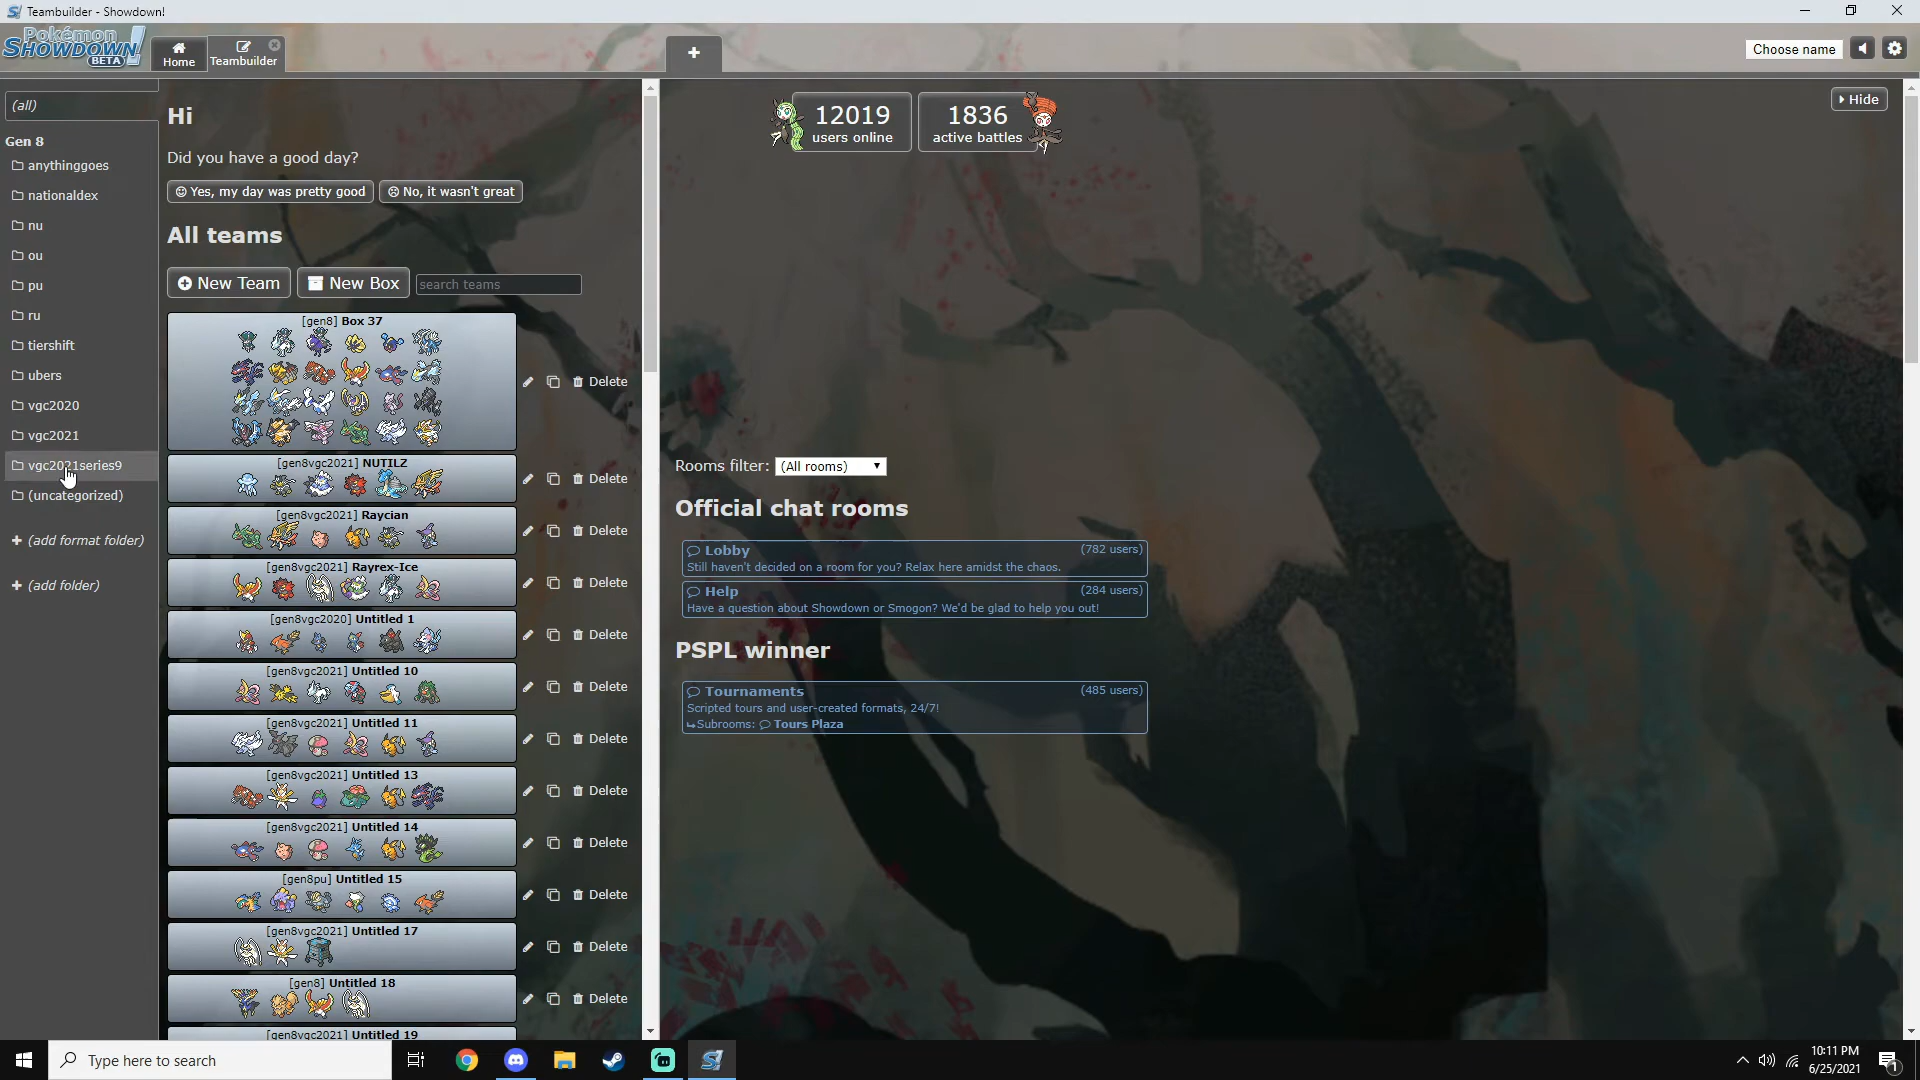 Teambuilder - Showdown!
Pokémon
SHOWDOWN!
BETA
Home
Teambuilder
+
Choose name
(all)
Gen 8
anythinggoes
nationaldex
nu
ou
pu
ru
tiershift
ubers
vgc2020
vgc2021
vgc2021series9
(uncategorized)
+ (add format folder)
+ (add folder)
Hi
Did you have a good day?
Yes, my day was pretty good
No, it wasn't great
All teams
New Team
New Box
search teams
[gen8] Box 37
Delete
[gen8vgc2021] NUTILZ
Delete
[gen8vgc2021] Raycian
Delete
[gen8vgc2021] Rayrex-Ice
Delete
[gen8vgc2020] Untitled 1
Delete
[gen8vgc2021] Untitled 10
Delete
[gen8vgc2021] Untitled 11
Delete
[gen8vgc2021] Untitled 13
Delete
[gen8vgc2021] Untitled 14
Delete
[gen8pu] Untitled 15
Delete
[gen8vgc2021] Untitled 17
Delete
[gen8] Untitled 18
Delete
[gen8vgc2021] Untitled 19
12019
users online
1836
active battles
Hide
Rooms filter: (All rooms)
Official chat rooms
Lobby (782 users)
Still haven't decided on a room for you? Relax here amidst the chaos.
Help (284 users)
Have a question about Showdown or Smogon? We'd be glad to help you out!
PSPL winner
Tournaments (485 users)
Scripted tours and user-created formats, 24/7!
Subrooms: Tours Plaza
Type here to search
10:11 PM
6/25/2021
1